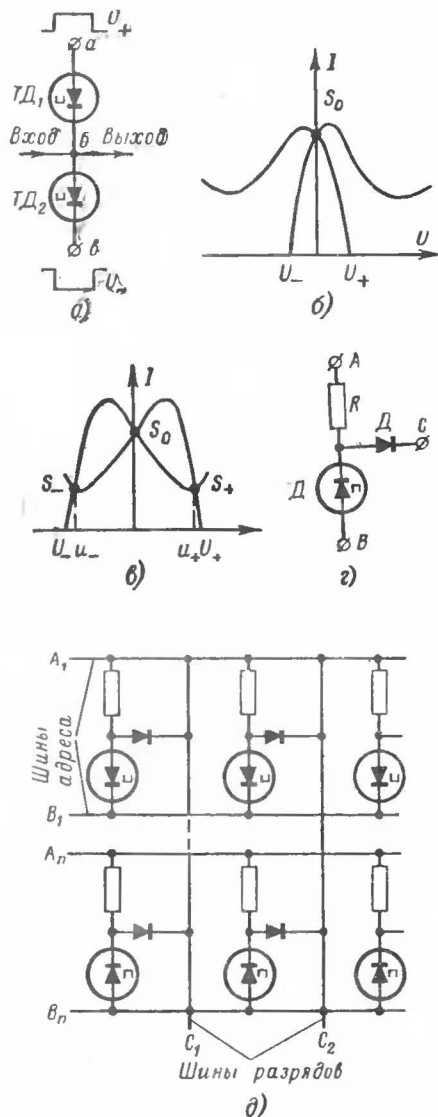 U₊
а
ТД₁
Вход б Выход
ТД₂
в
U₋
а)
I
S₀
U₋ U₊ U
б)
I
S₋ S₀ S₊
U₋ u₋ u₊ U₊
в)
A
R
Д C
Д
B
г)
A₁
Шины адреса
B₁
Aₙ
Bₙ
C₁ C₂
Шины разрядов
д)